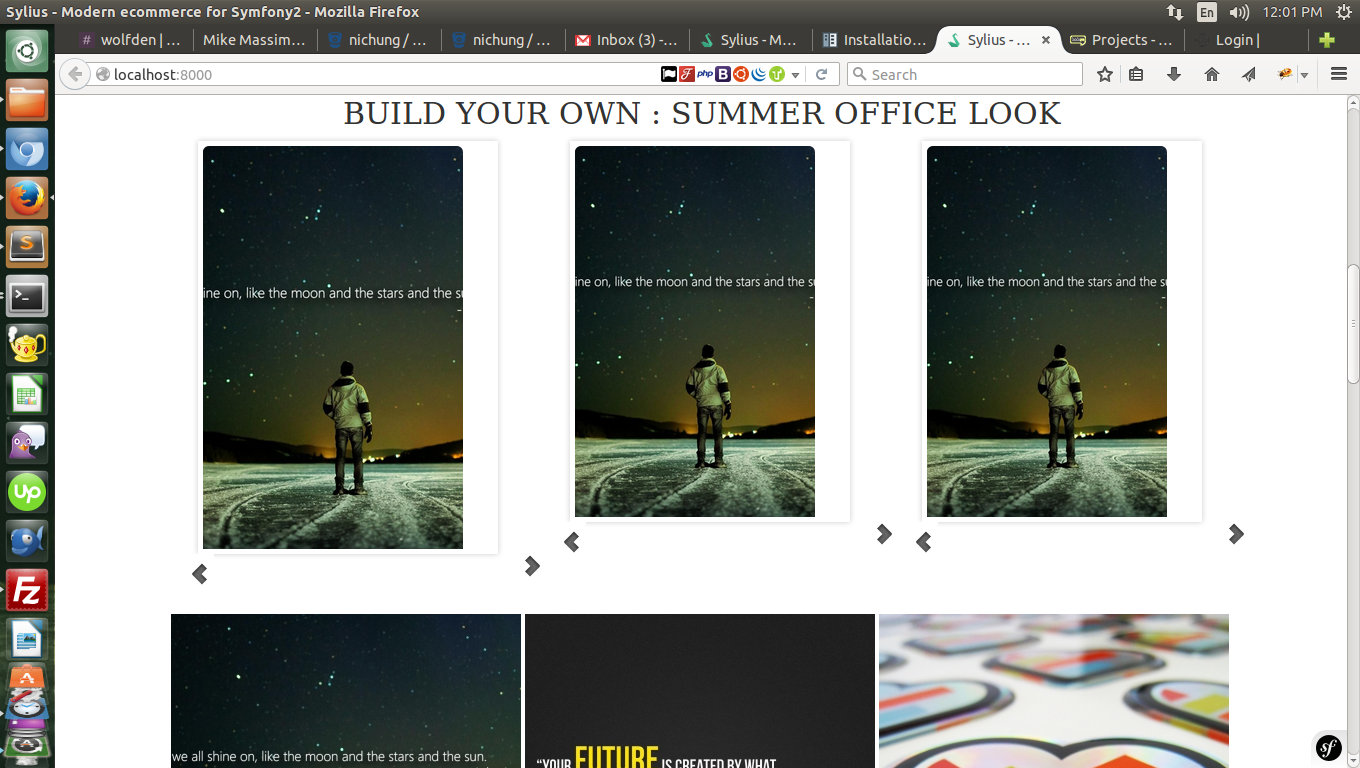 Sylius - Modern ecommerce for Symfony2 - Mozilla Firefox
En
12:01 PM
# wolfden | ...
Mike Massim...
nichung / ...
nichung / ...
Inbox (3) -...
Sylius - M...
Installatio...
Sylius - ...
Projects - ...
Login |
localhost:8000
php
B
Search
BUILD YOUR OWN : SUMMER OFFICE LOOK
ine on, like the moon and the stars and the su
ine on, like the moon and the stars and the su
ine on, like the moon and the stars and the su
we all shine on, like the moon and the stars and the sun.
“YOUR FUTURE IS CREATED BY WHAT
S
Up
Fz
A
sf